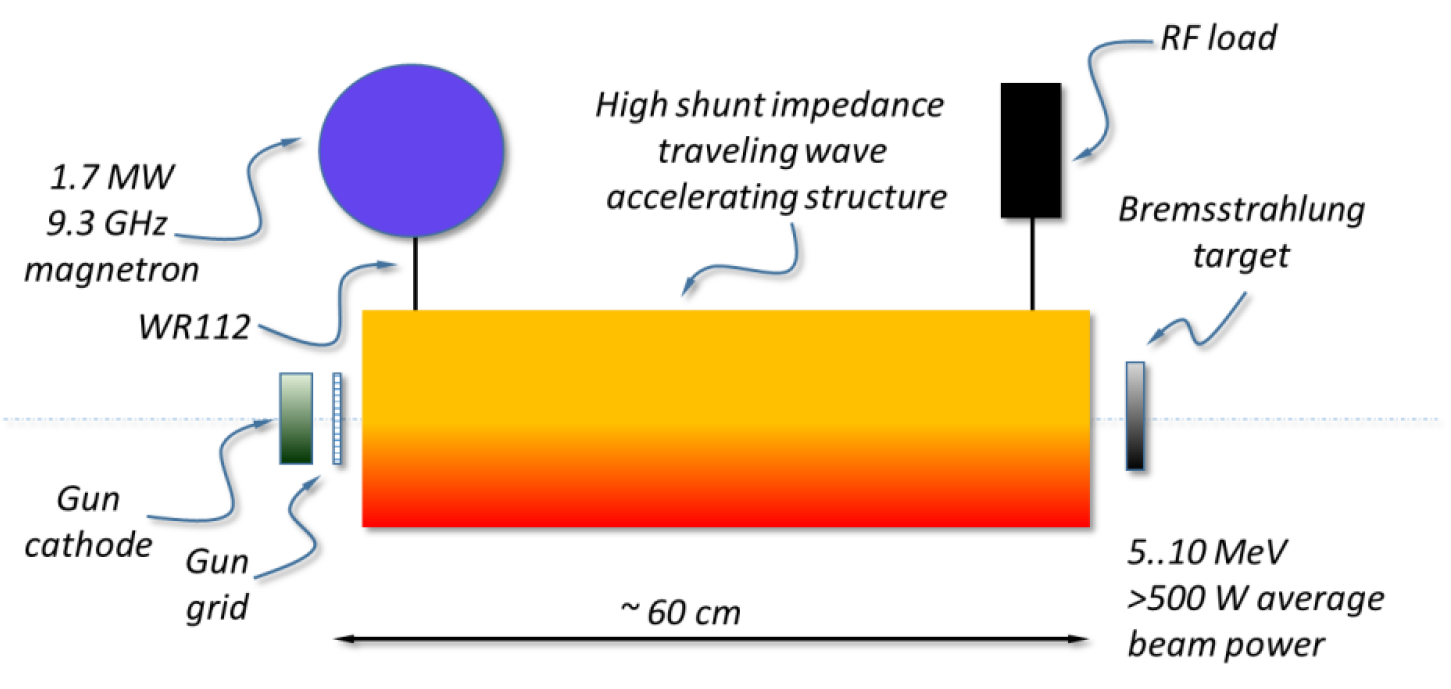 RF load
High shunt impedance
traveling wave
accelerating structure
1.7 MW
9.3 GHz
magnetron
Bremsstrahlung
target
WR112
Gun
cathode
Gun
grid
~ 60 cm
5..10 MeV
>500 W average
beam power